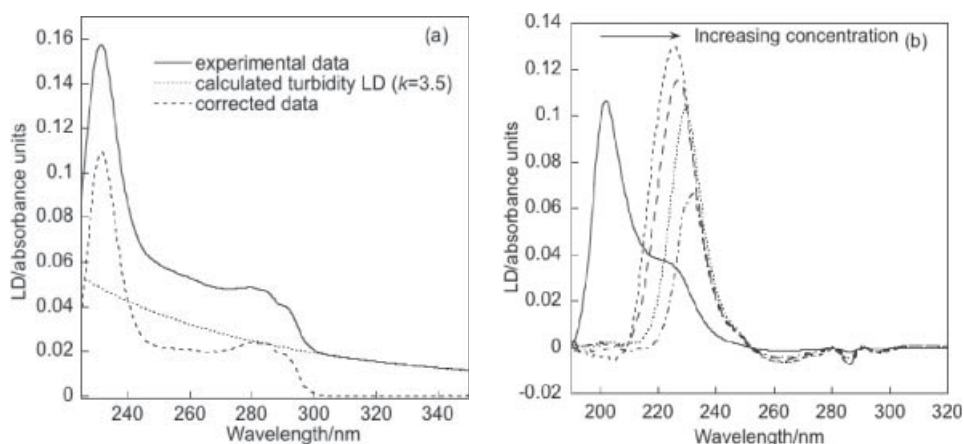 (a)
experimental data
calculated turbidity LD (k=3.5)
corrected data
LD/absorbance units
0.16
0.14
0.12
0.1
0.08
0.06
0.04
0.02
0
240 260 280 300 320 340
Wavelength/nm
(b)
Increasing concentration
LD/absorbance units
0.14
0.12
0.1
0.08
0.06
0.04
0.02
0
-0.02
200 220 240 260 280 300 320
Wavelength/nm